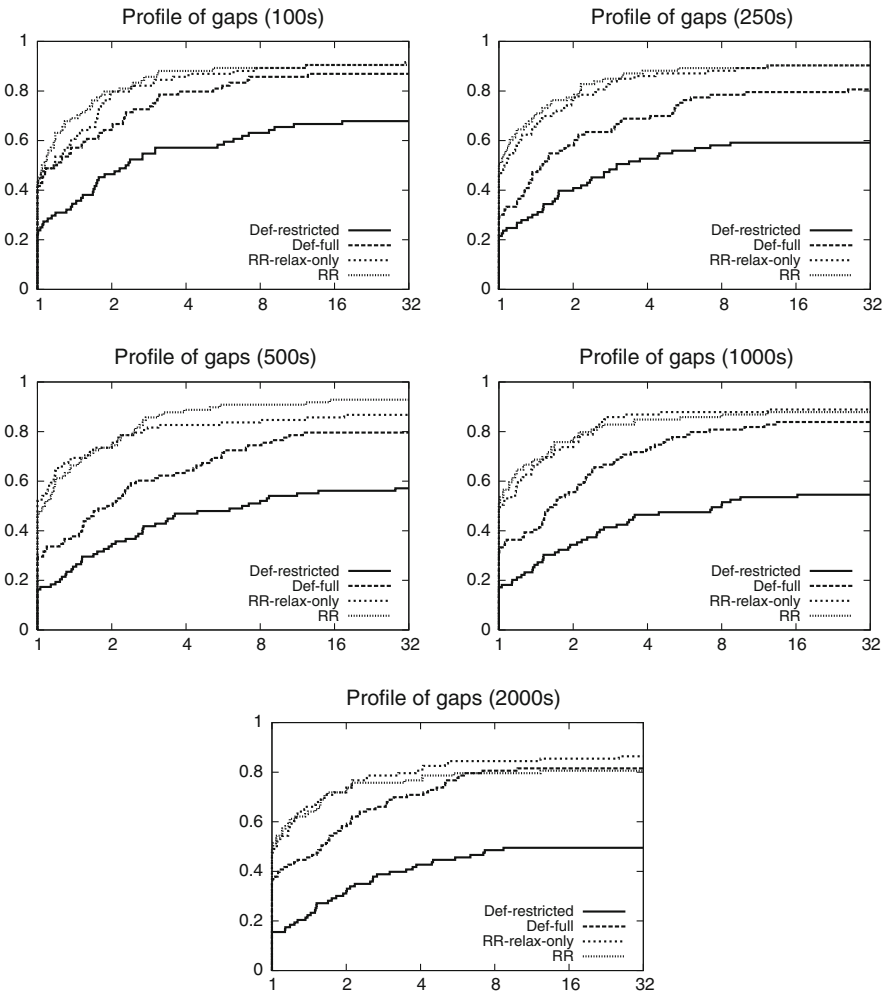 Profile of gaps (100s)
1
0.8
0.6
0.4
0.2
0
1 2 4 8 16 32
Def-restricted
Def-full
RR-relax-only
RR
Profile of gaps (250s)
1
0.8
0.6
0.4
0.2
0
1 2 4 8 16 32
Def-restricted
Def-full
RR-relax-only
RR
Profile of gaps (500s)
1
0.8
0.6
0.4
0.2
0
1 2 4 8 16 32
Def-restricted
Def-full
RR-relax-only
RR
Profile of gaps (1000s)
1
0.8
0.6
0.4
0.2
0
1 2 4 8 16 32
Def-restricted
Def-full
RR-relax-only
RR
Profile of gaps (2000s)
1
0.8
0.6
0.4
0.2
0
1 2 4 8 16 32
Def-restricted
Def-full
RR-relax-only
RR